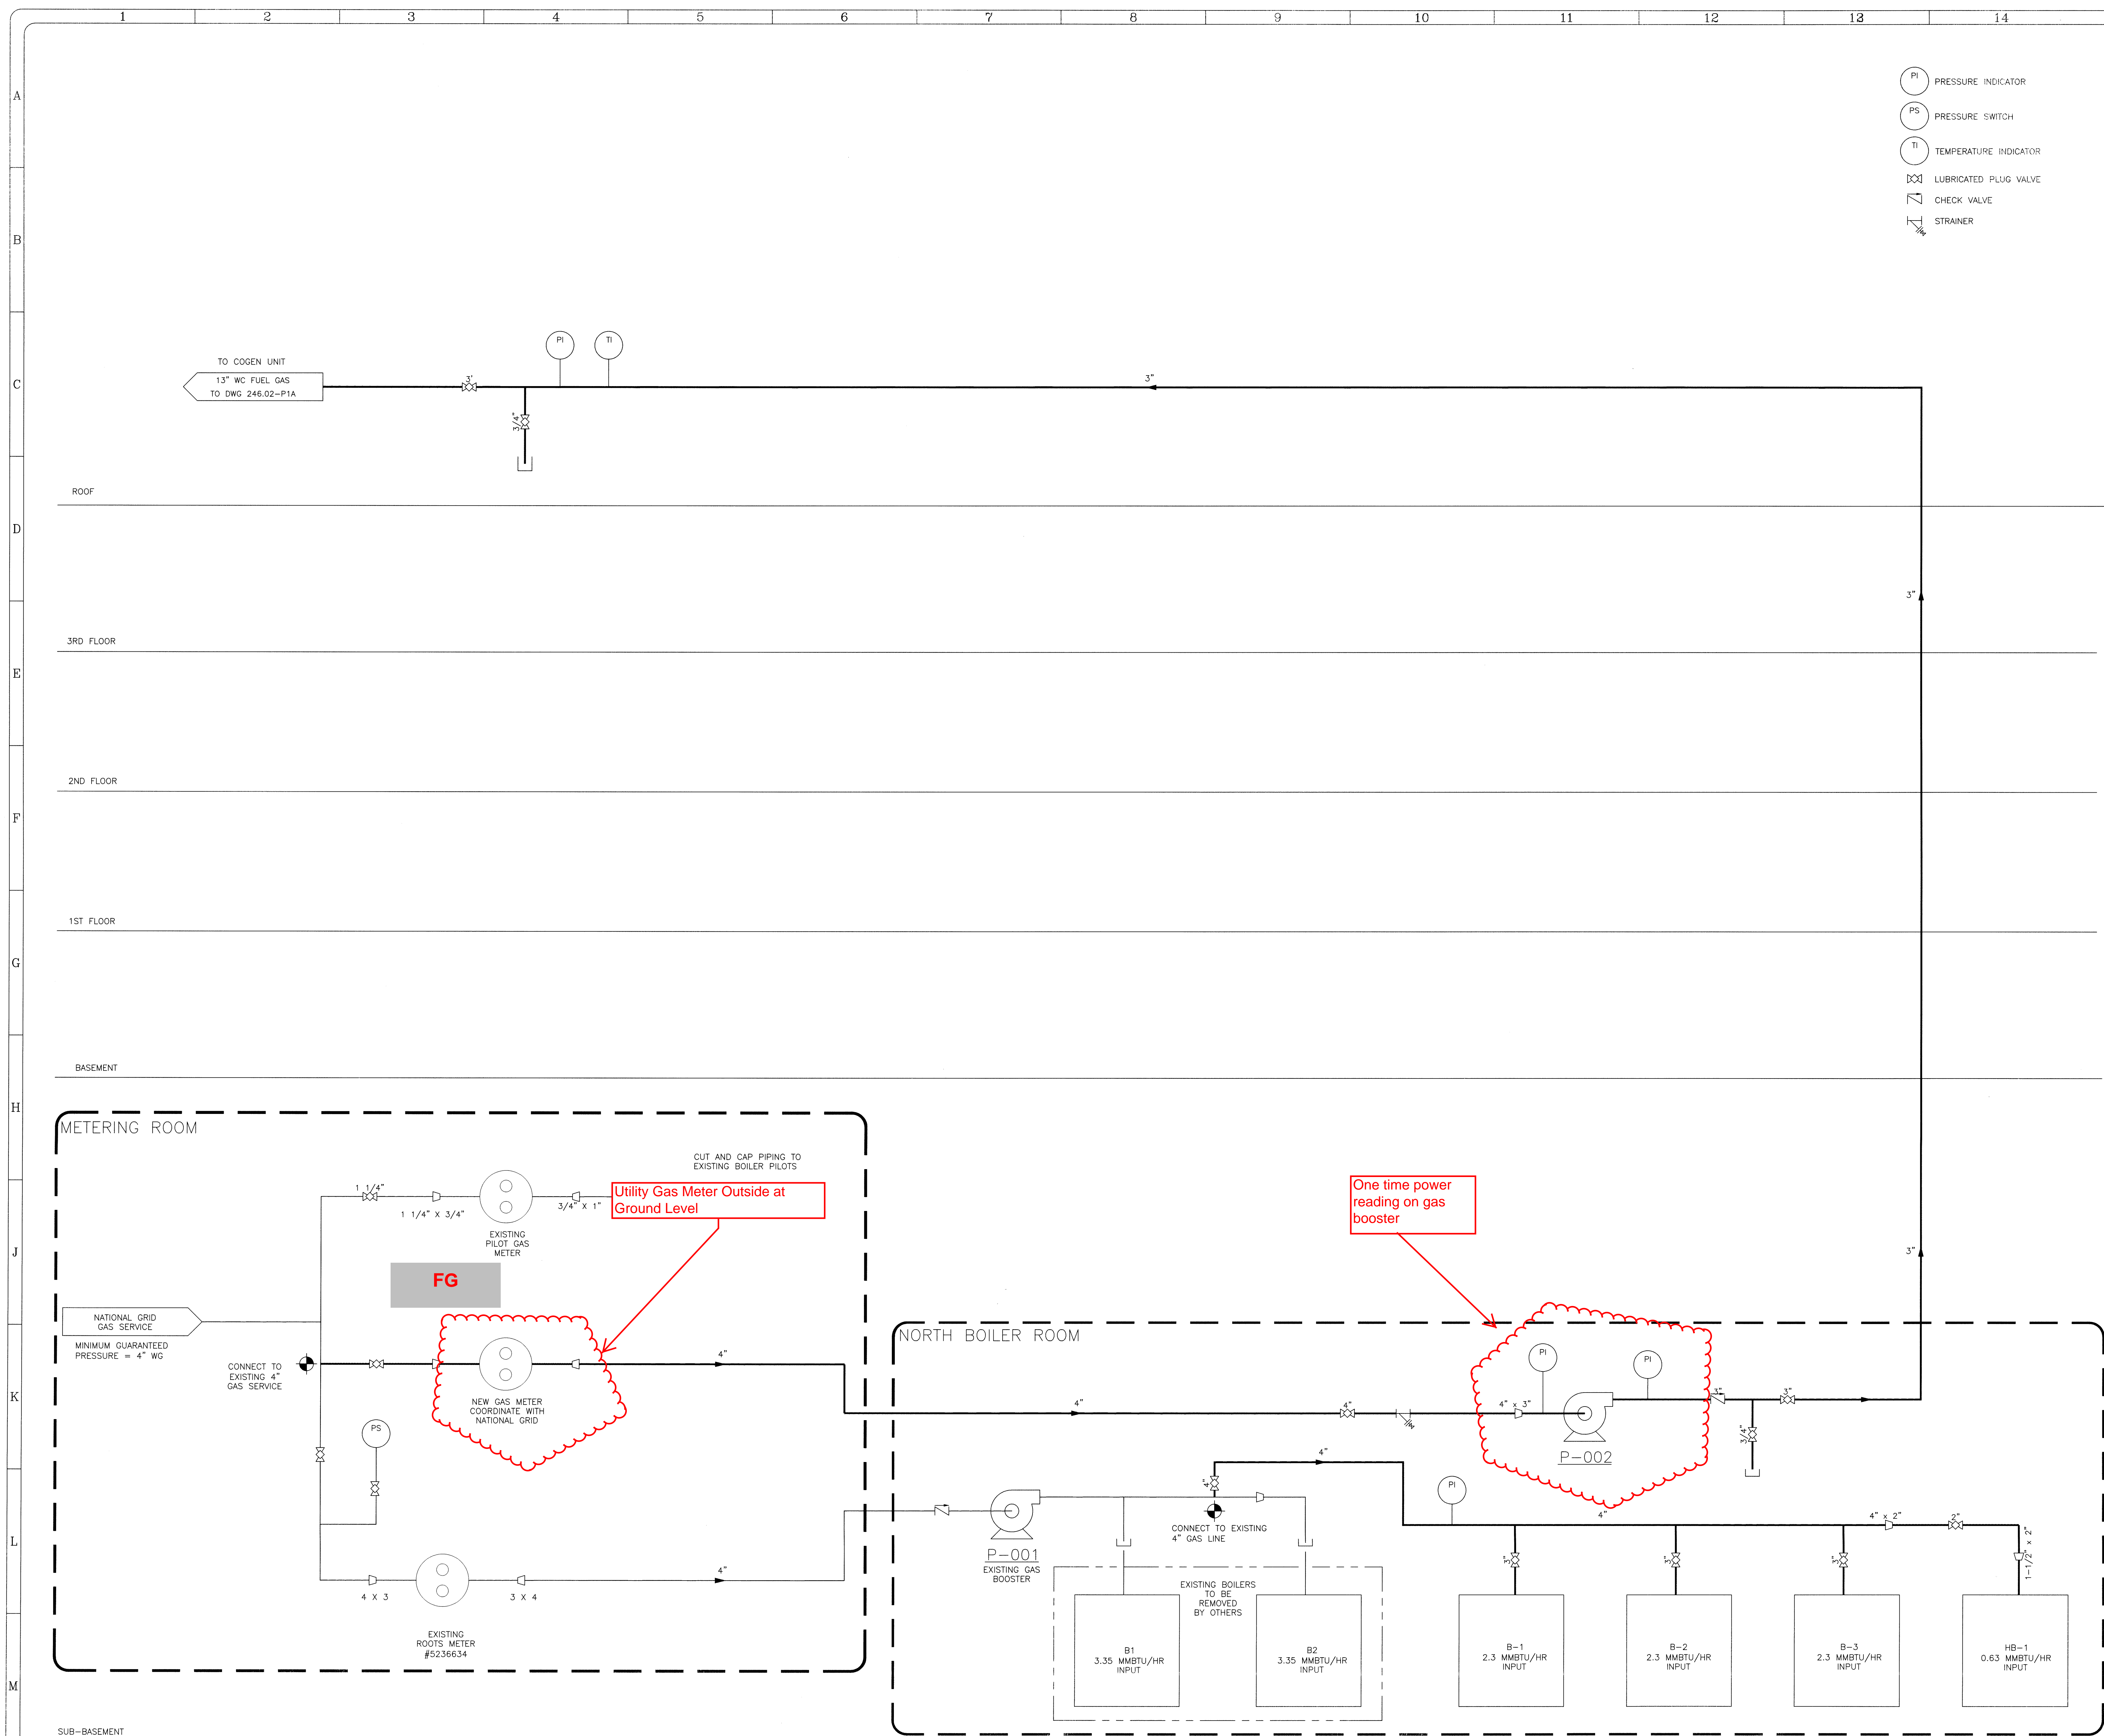 1 2 3 4 5 6 7 8 9 10 11 12 13 14
A
B
C
D
E
F
G
H
J
K
L
M
PI PRESSURE INDICATOR
PS PRESSURE SWITCH
TI TEMPERATURE INDICATOR
LUBRICATED PLUG VALVE
CHECK VALVE
STRAINER
TO COGEN UNIT
13" WC FUEL GAS
TO DWG 246.02-P1A
3'
3/4"
PI
TI
3"
ROOF
3"
3RD FLOOR
2ND FLOOR
1ST FLOOR
BASEMENT
3"
METERING ROOM
CUT AND CAP PIPING TO
EXISTING BOILER PILOTS
1 1/4"
1 1/4" X 3/4"
3/4" X 1"
EXISTING
PILOT GAS
METER
Utility Gas Meter Outside at
Ground Level
FG
NATIONAL GRID
GAS SERVICE
MINIMUM GUARANTEED
PRESSURE = 4" WG
CONNECT TO
EXISTING 4"
GAS SERVICE
NEW GAS METER
COORDINATE WITH
NATIONAL GRID
4"
PS
4 X 3
3 X 4
4"
EXISTING
ROOTS METER
#5236634
One time power
reading on gas
booster
NORTH BOILER ROOM
4"
4"
4" x 3"
PI
PI
P-002
3"
3/4"
3"
P-001
EXISTING GAS
BOOSTER
4"
4"
CONNECT TO EXISTING
4" GAS LINE
PI
4"
4" x 2"
2"
1-1/2" x 2"
3"
3"
3"
EXISTING BOILERS
TO BE
REMOVED
BY OTHERS
B1
3.35 MMBTU/HR
INPUT
B2
3.35 MMBTU/HR
INPUT
B-1
2.3 MMBTU/HR
INPUT
B-2
2.3 MMBTU/HR
INPUT
B-3
2.3 MMBTU/HR
INPUT
HB-1
0.63 MMBTU/HR
INPUT
SUB-BASEMENT